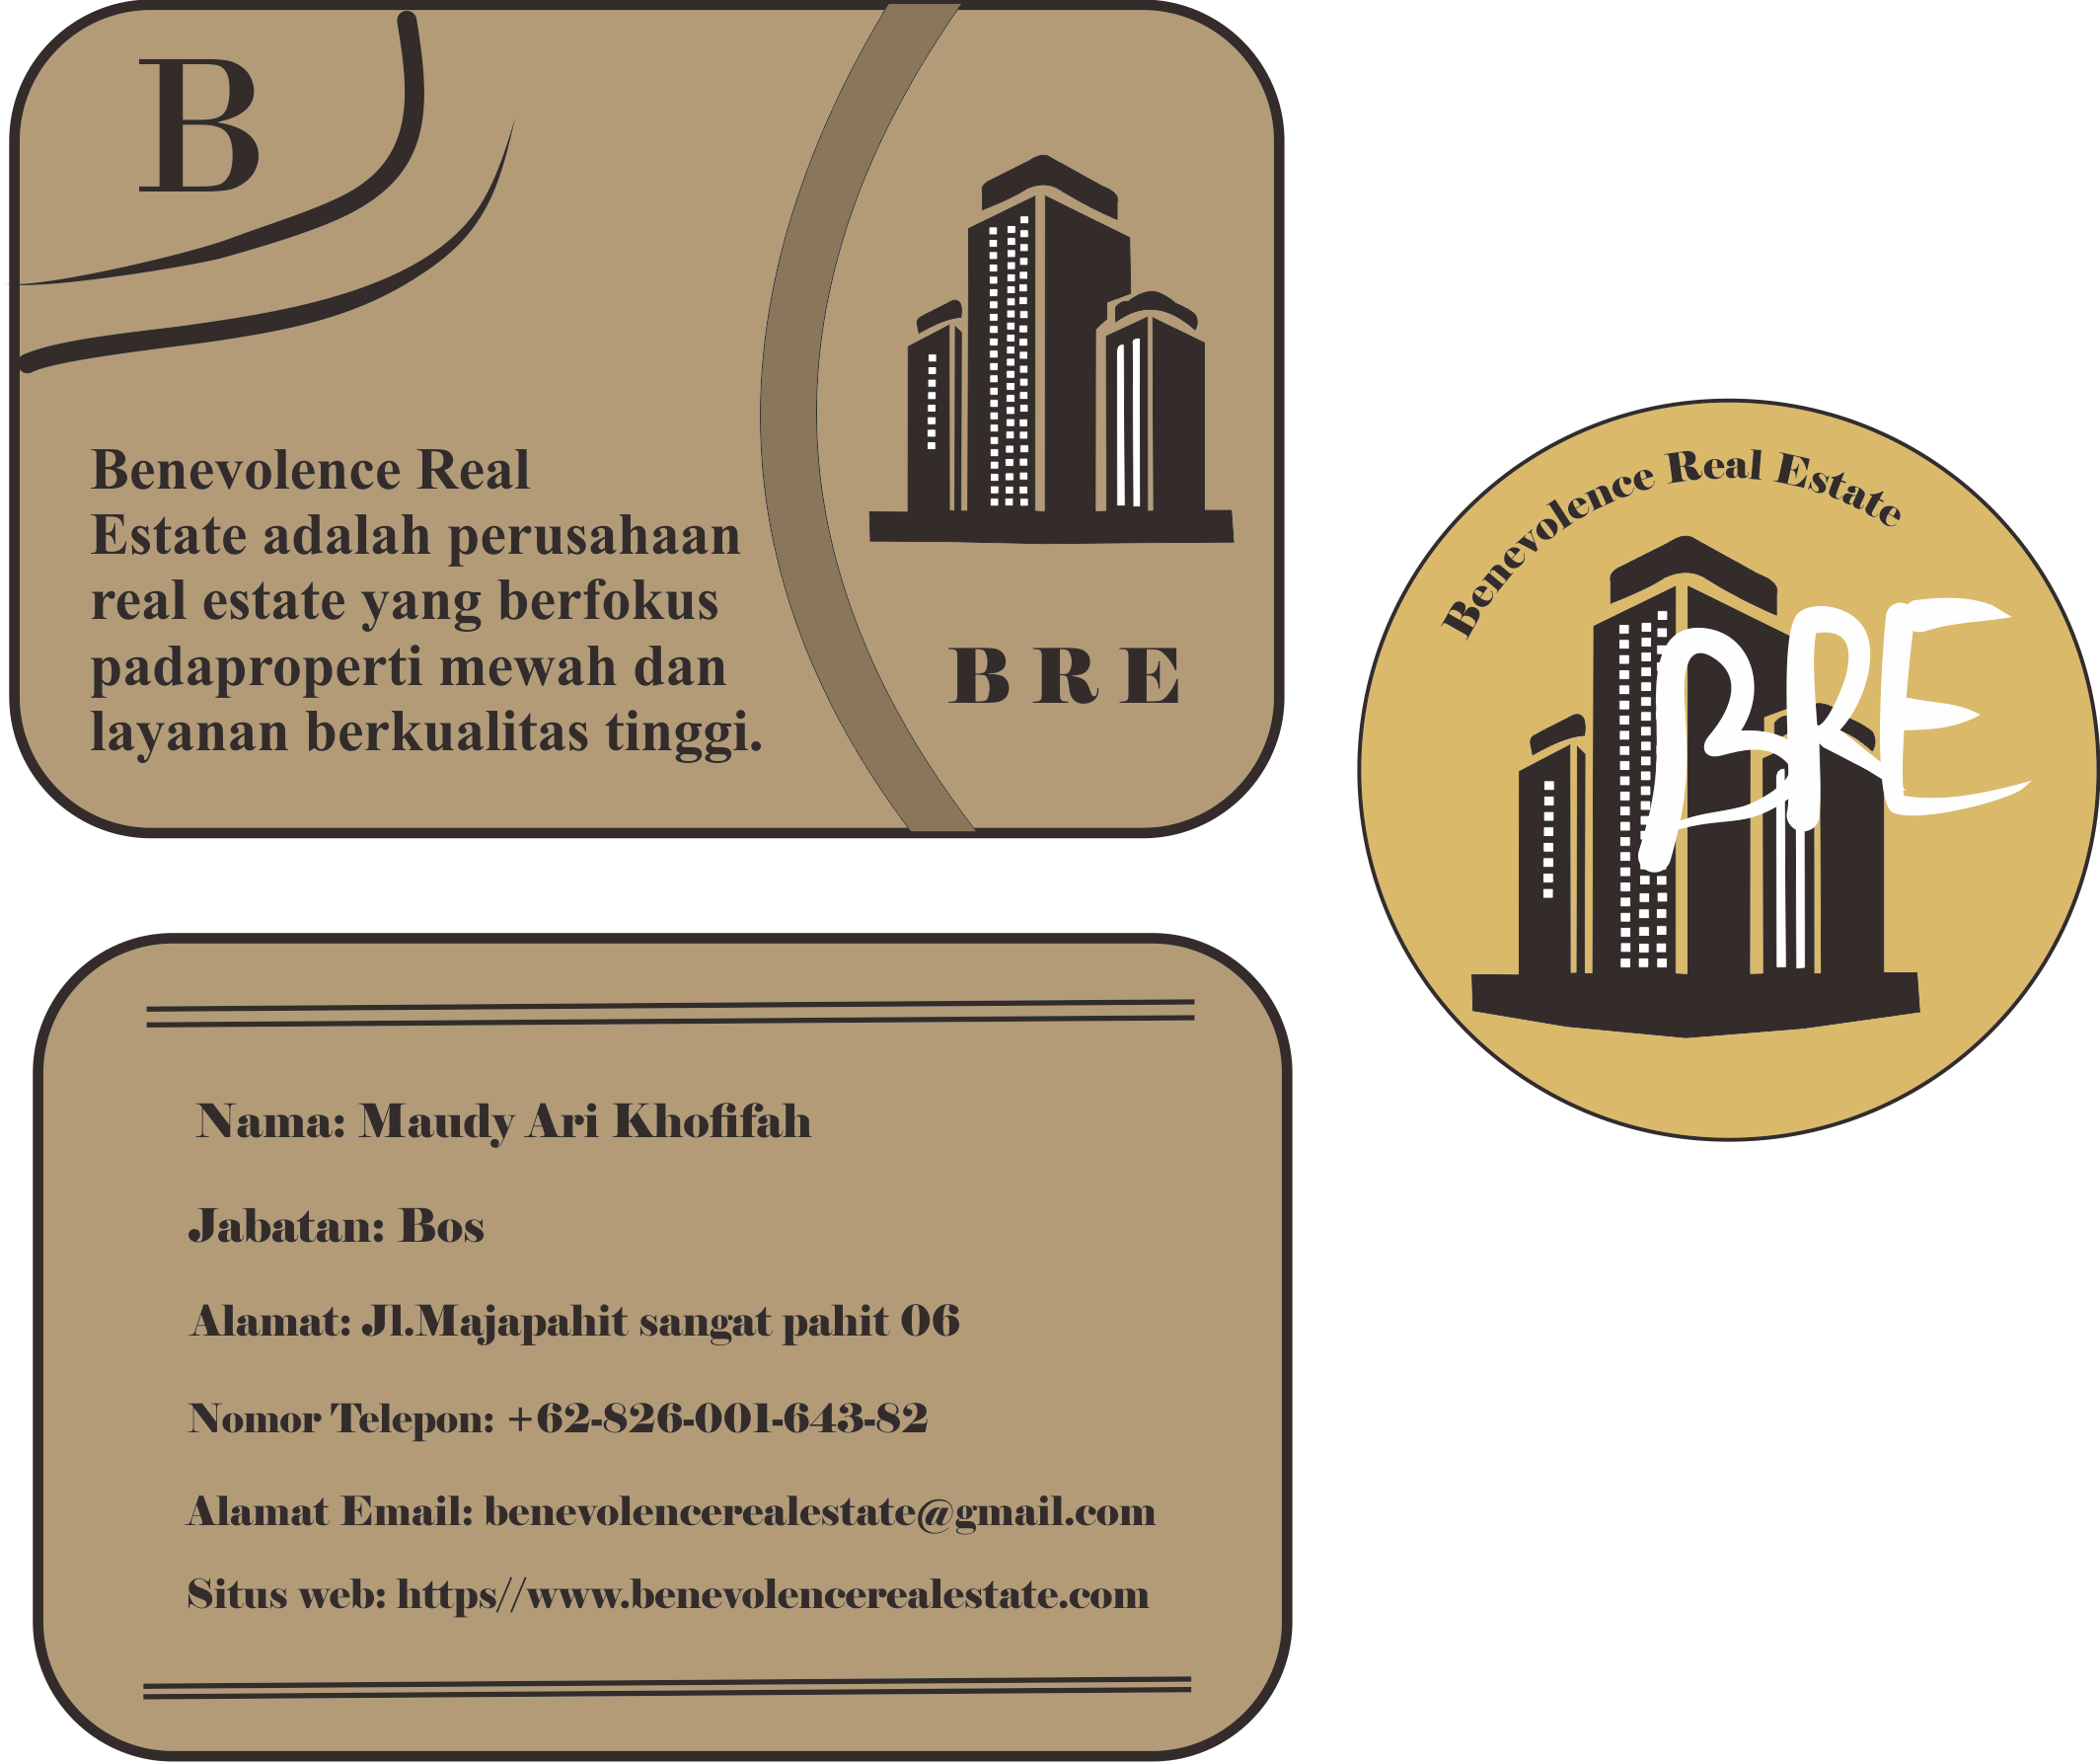 B
Benevolence Real
Estate adalah perusahaan
real estate yang berfokus
padaproperti mewah dan
layanan berkualitas tinggi.
B R E
Benevolence Real Estate
BRE
Nama: Maudy Ari Khofifah
Jabatan: Bos
Alamat: Jl.Majapahit sangat pahit 06
Nomor Telepon: +62-826-001-643-82
Alamat Email: benevolencerealestate@gmail.com
Situs web: https//www.benevolencerealestate.com